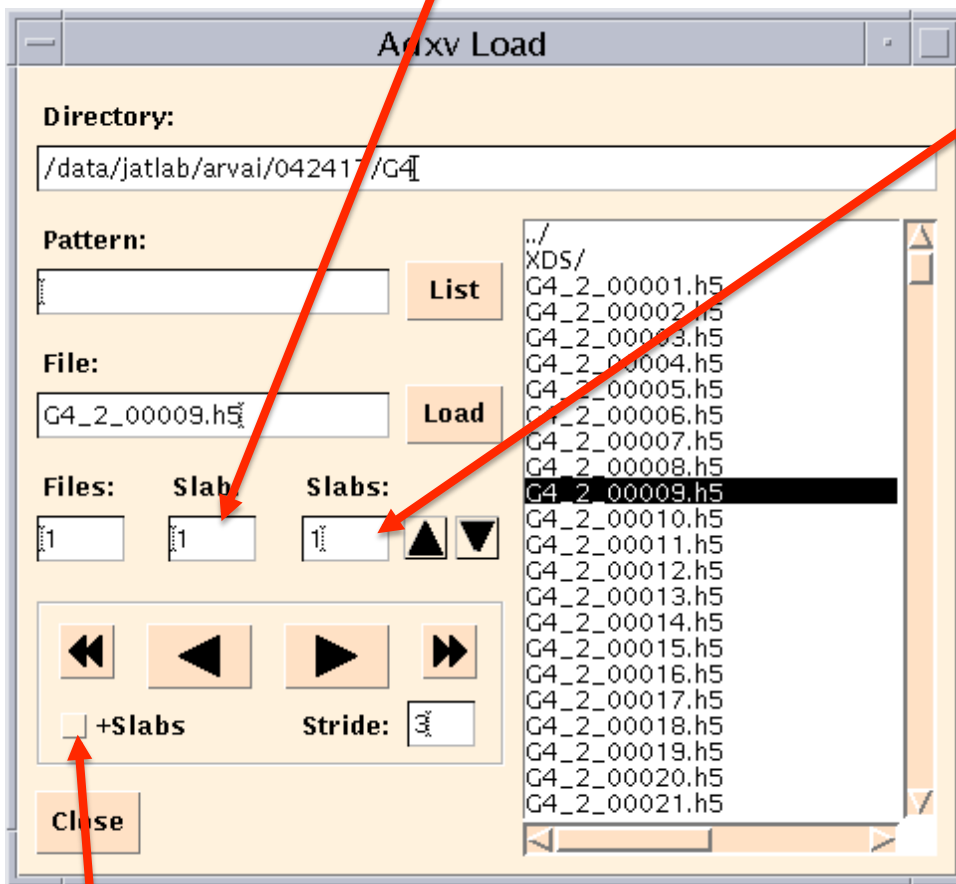 Adxv Load
Directory:
/data/jatlab/arvai/042417/G4
Pattern:
List
File:
G4_2_00009.h5
Load
Files: Slab: Slabs:
1 1 1
+Slabs Stride: 3
Close
../
XDS/
G4_2_00001.h5
G4_2_00002.h5
G4_2_00003.h5
G4_2_00004.h5
G4_2_00005.h5
G4_2_00006.h5
G4_2_00007.h5
G4_2_00008.h5
G4_2_00009.h5
G4_2_00010.h5
G4_2_00011.h5
G4_2_00012.h5
G4_2_00013.h5
G4_2_00014.h5
G4_2_00015.h5
G4_2_00016.h5
G4_2_00017.h5
G4_2_00018.h5
G4_2_00019.h5
G4_2_00020.h5
G4_2_00021.h5